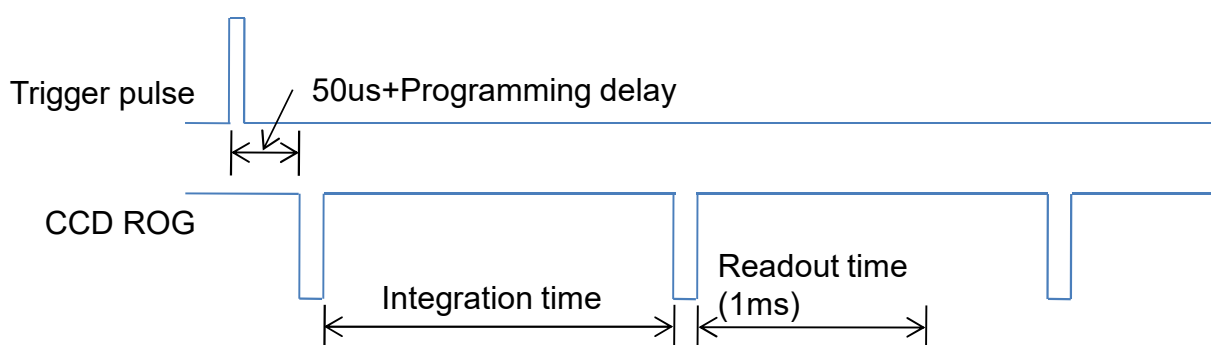 Trigger pulse
50us+Programming delay
CCD ROG
Integration time
Readout time
(1ms)